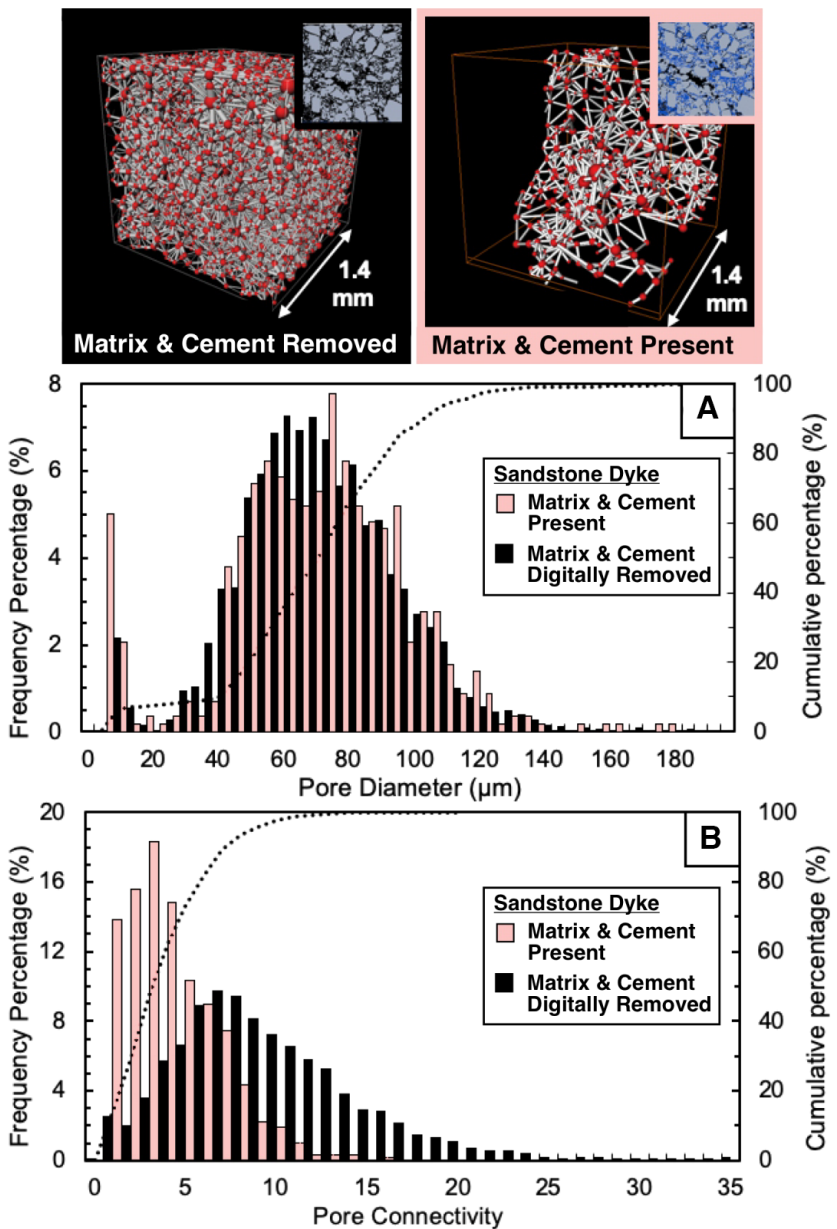 1.4
mm
Matrix & Cement Removed
1.4
mm
Matrix & Cement Present
A
Frequency Percentage (%)
8
6
4
2
0
Sandstone Dyke
Matrix & Cement
Present
Matrix & Cement
Digitally Removed
100
80
60
40
20
0
Cumulative percentage (%)
0 20 40 60 80 100 120 140 160 180
Pore Diameter (µm)
B
Frequency Percentage (%)
20
16
12
8
4
0
Sandstone Dyke
Matrix & Cement
Present
Matrix & Cement
Digitally Removed
100
80
60
40
20
0
Cumulative percentage (%)
0 5 10 15 20 25 30 35
Pore Connectivity